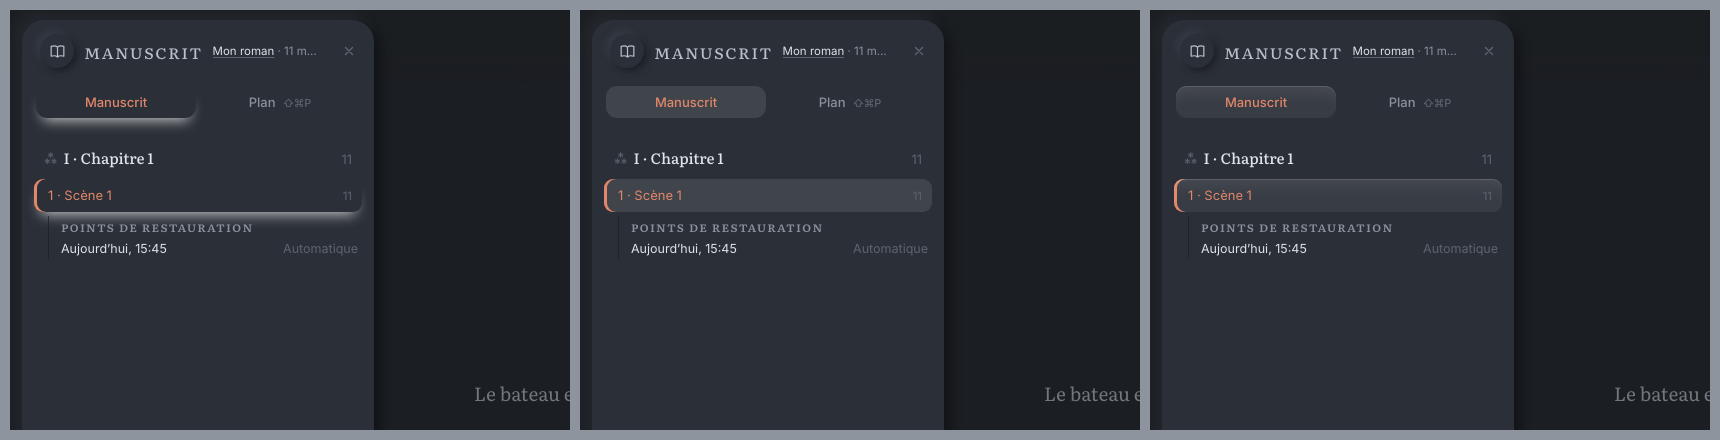 MANUSCRIT Mon roman · 11 m…
Manuscrit Plan ⇧⌘P
I · Chapitre 1 11
1 · Scène 1 11
POINTS DE RESTAURATION
Aujourd’hui, 15:45 Automatique
Le bateau e
MANUSCRIT Mon roman · 11 m…
Manuscrit Plan ⇧⌘P
I · Chapitre 1 11
1 · Scène 1 11
POINTS DE RESTAURATION
Aujourd’hui, 15:45 Automatique
Le bateau e
MANUSCRIT Mon roman · 11 m…
Manuscrit Plan ⇧⌘P
I · Chapitre 1 11
1 · Scène 1 11
POINTS DE RESTAURATION
Aujourd’hui, 15:45 Automatique
Le bateau e